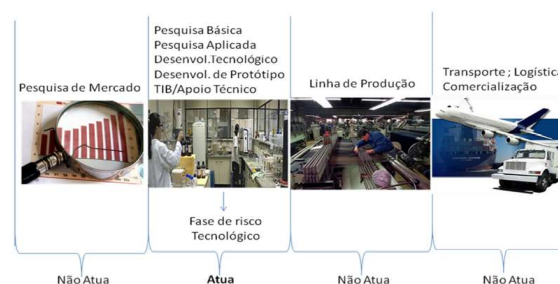 Pesquisa de Mercado
Pesquisa Básica
Pesquisa Aplicada
Desenvol.Tecnológico
Desenvol. de Protótipo
TIB/Apoio Técnico
Linha de Produção
Transporte ; Logística
Comercialização
Fase de risco
Tecnológico
Não Atua
Atua
Não Atua
Não Atua